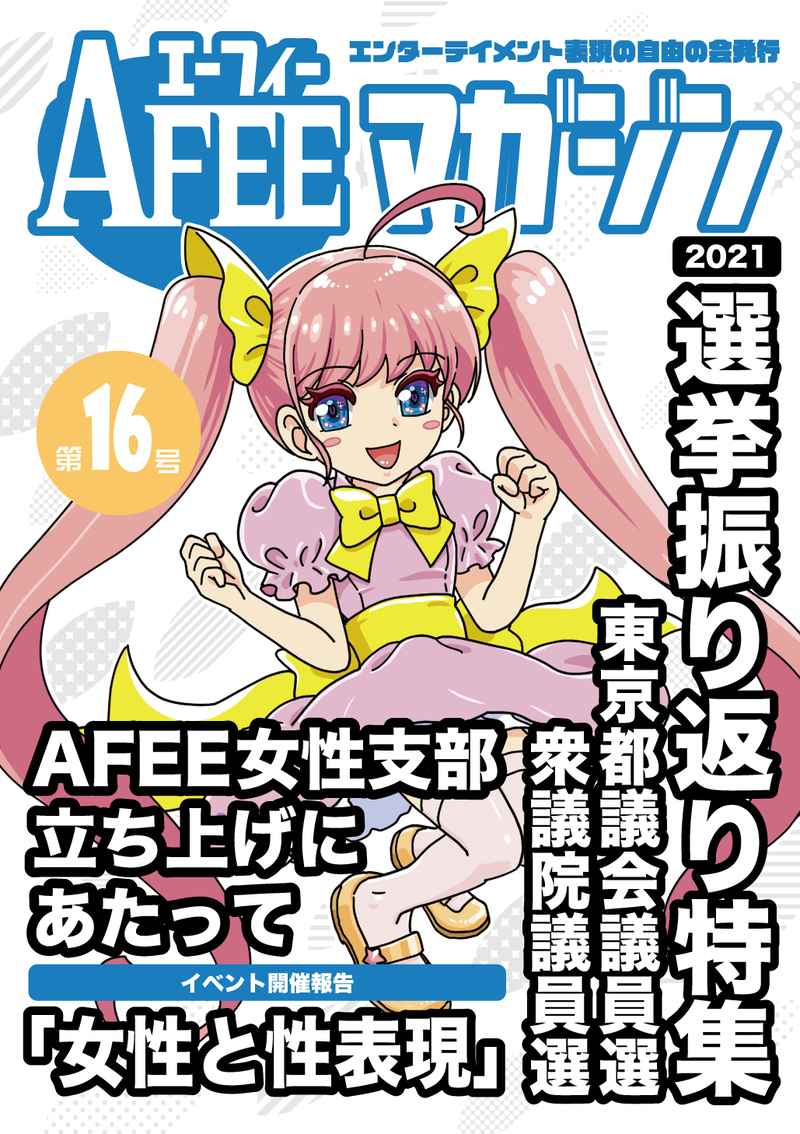 エンターテイメント表現の自由の会発行
エーフィー
AFEEマガジン
2021
選挙振り返り特集
東京都議会議員選
衆議院議員選
第16号
AFEE女性支部
立ち上げに
あたって
イベント開催報告
「女性と性表現」